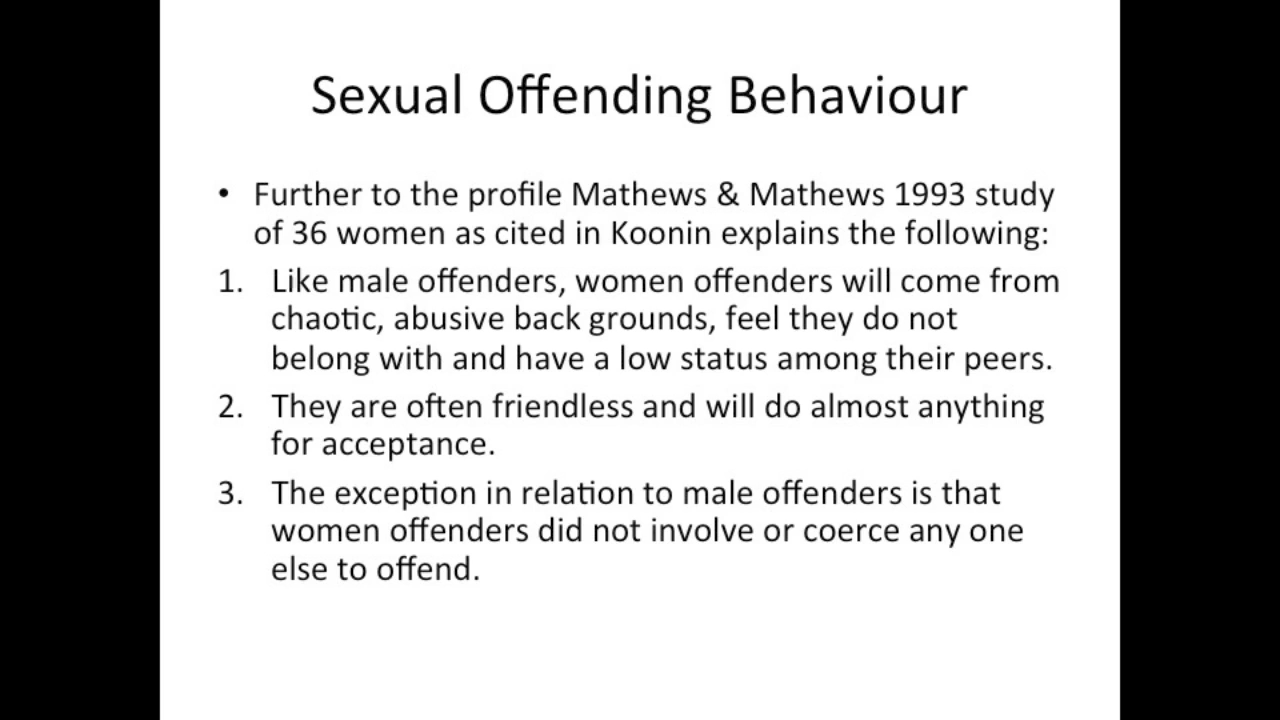 Sexual Offending Behaviour
• Further to the profile Mathews & Mathews 1993 study
of 36 women as cited in Koonin explains the following:
1. Like male offenders, women offenders will come from
chaotic, abusive back grounds, feel they do not
belong with and have a low status among their peers.
2. They are often friendless and will do almost anything
for acceptance.
3. The exception in relation to male offenders is that
women offenders did not involve or coerce any one
else to offend.